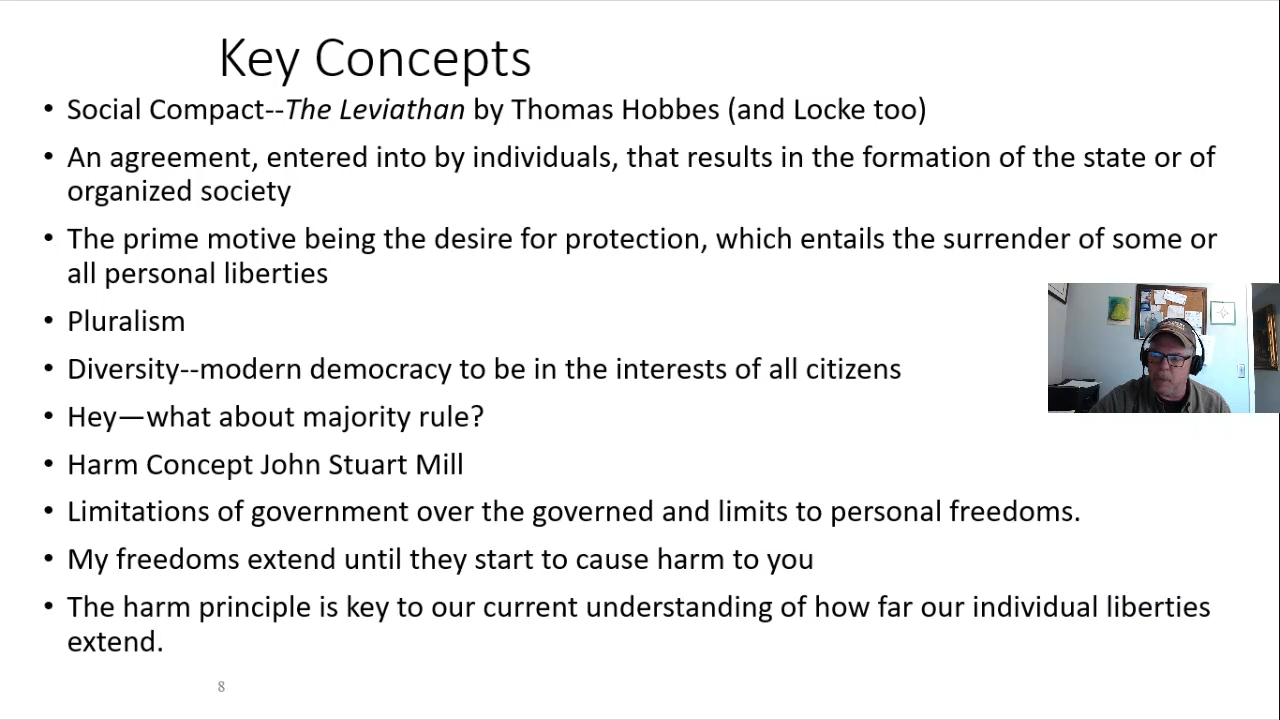 Key Concepts
• Social Compact--The Leviathan by Thomas Hobbes (and Locke too)
• An agreement, entered into by individuals, that results in the formation of the state or of
organized society
• The prime motive being the desire for protection, which entails the surrender of some or
all personal liberties
• Pluralism
• Diversity--modern democracy to be in the interests of all citizens
• Hey—what about majority rule?
• Harm Concept John Stuart Mill
• Limitations of government over the governed and limits to personal freedoms.
• My freedoms extend until they start to cause harm to you
• The harm principle is key to our current understanding of how far our individual liberties
extend.
8